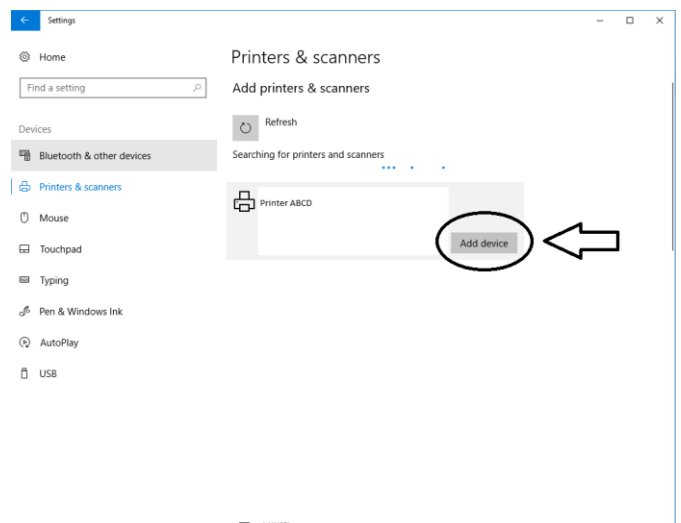 Settings
Home
Find a setting
Devices
Bluetooth & other devices
Printers & scanners
Mouse
Touchpad
Typing
Pen & Windows Ink
AutoPlay
USB
Printers & scanners
Add printers & scanners
Refresh
Searching for printers and scanners
Printer ABCD
Add device